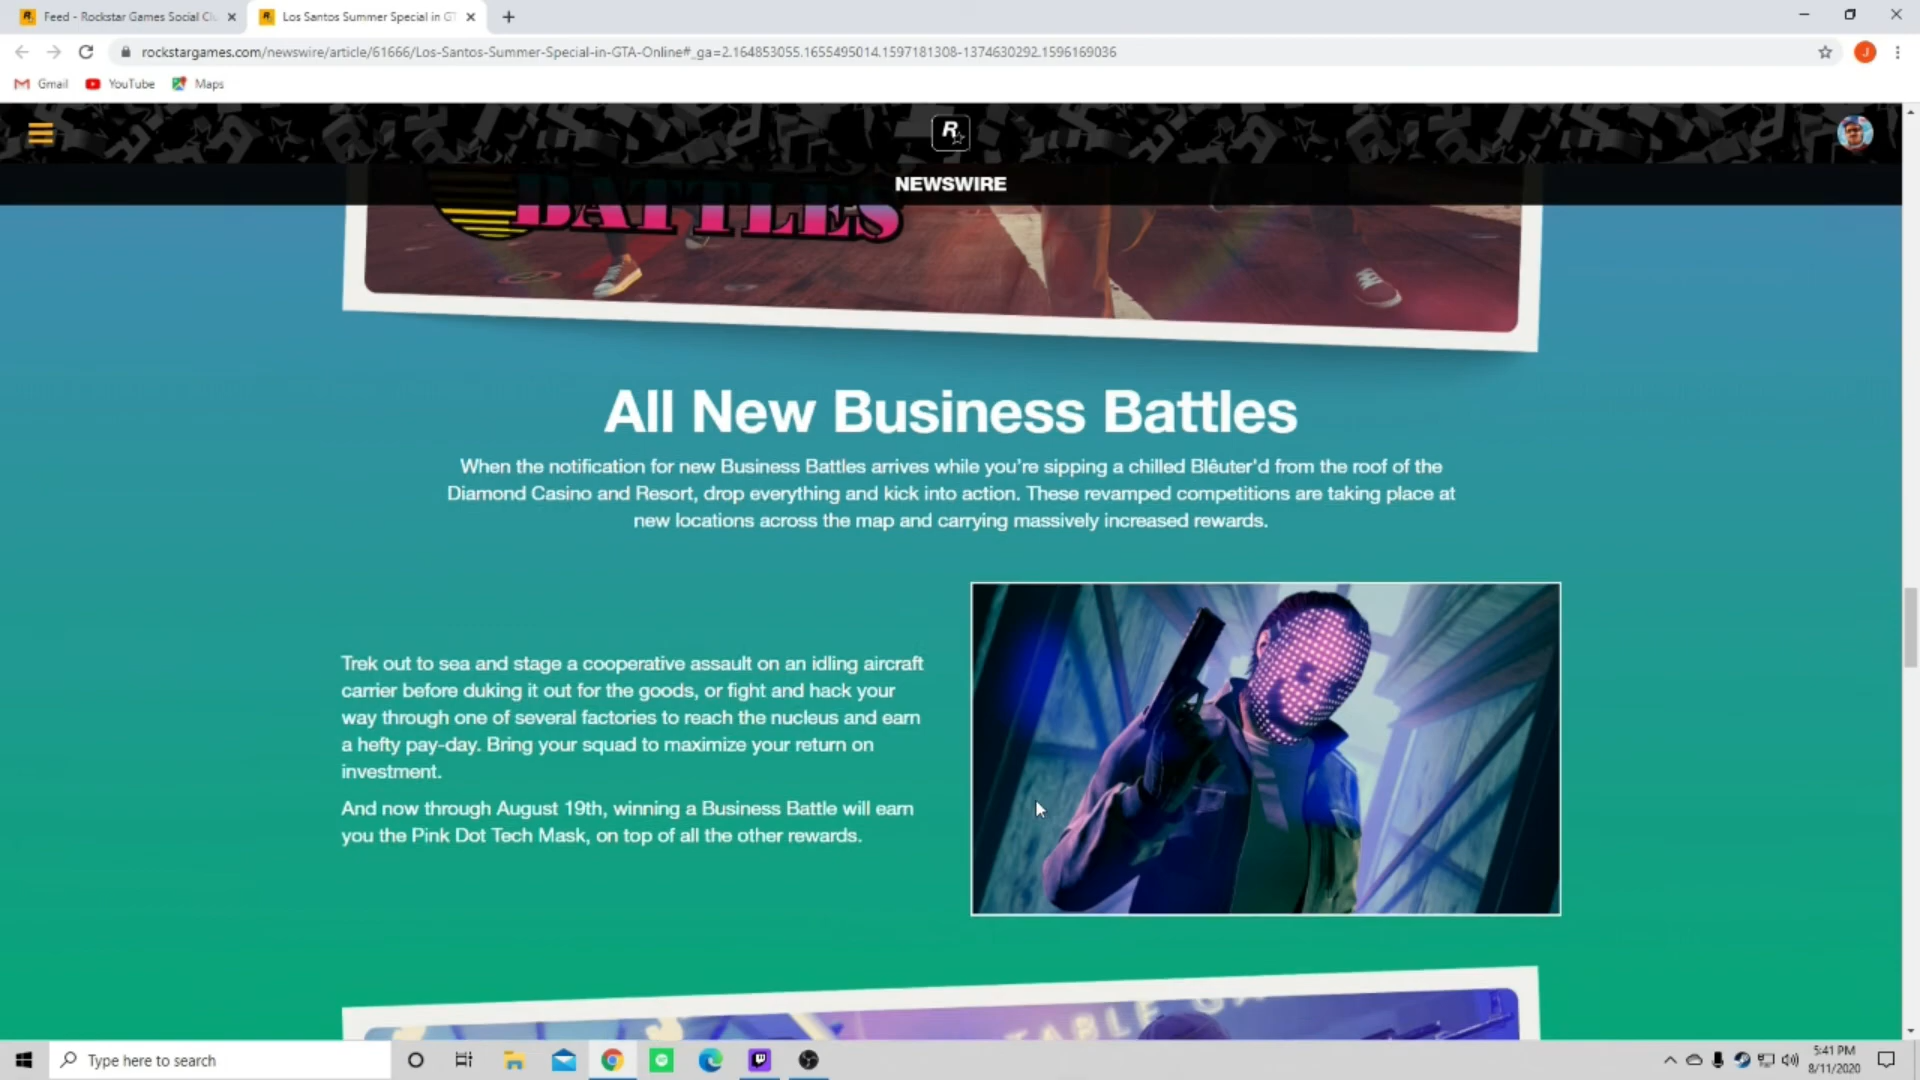 Feed - Rockstar Games Social Clu
Los Santos Summer Special in GT
rockstargames.com/newswire/article/61666/Los-Santos-Summer-Special-in-GTA-Online#_ga=2.164853055.1655495014.1597181308-1374630292.1596169036
J
Gmail
YouTube
Maps
R
NEWSWIRE
BATTLES
All New Business Battles
When the notification for new Business Battles arrives while you're sipping a chilled Blêuter'd from the roof of the
Diamond Casino and Resort, drop everything and kick into action. These revamped competitions are taking place at
new locations across the map and carrying massively increased rewards.
Trek out to sea and stage a cooperative assault on an idling aircraft
carrier before duking it out for the goods, or fight and hack your
way through one of several factories to reach the nucleus and earn
a hefty pay-day. Bring your squad to maximize your return on
investment.
And now through August 19th, winning a Business Battle will earn
you the Pink Dot Tech Mask, on top of all the other rewards.
TABLE GA
Type here to search
5:41 PM
8/11/2020